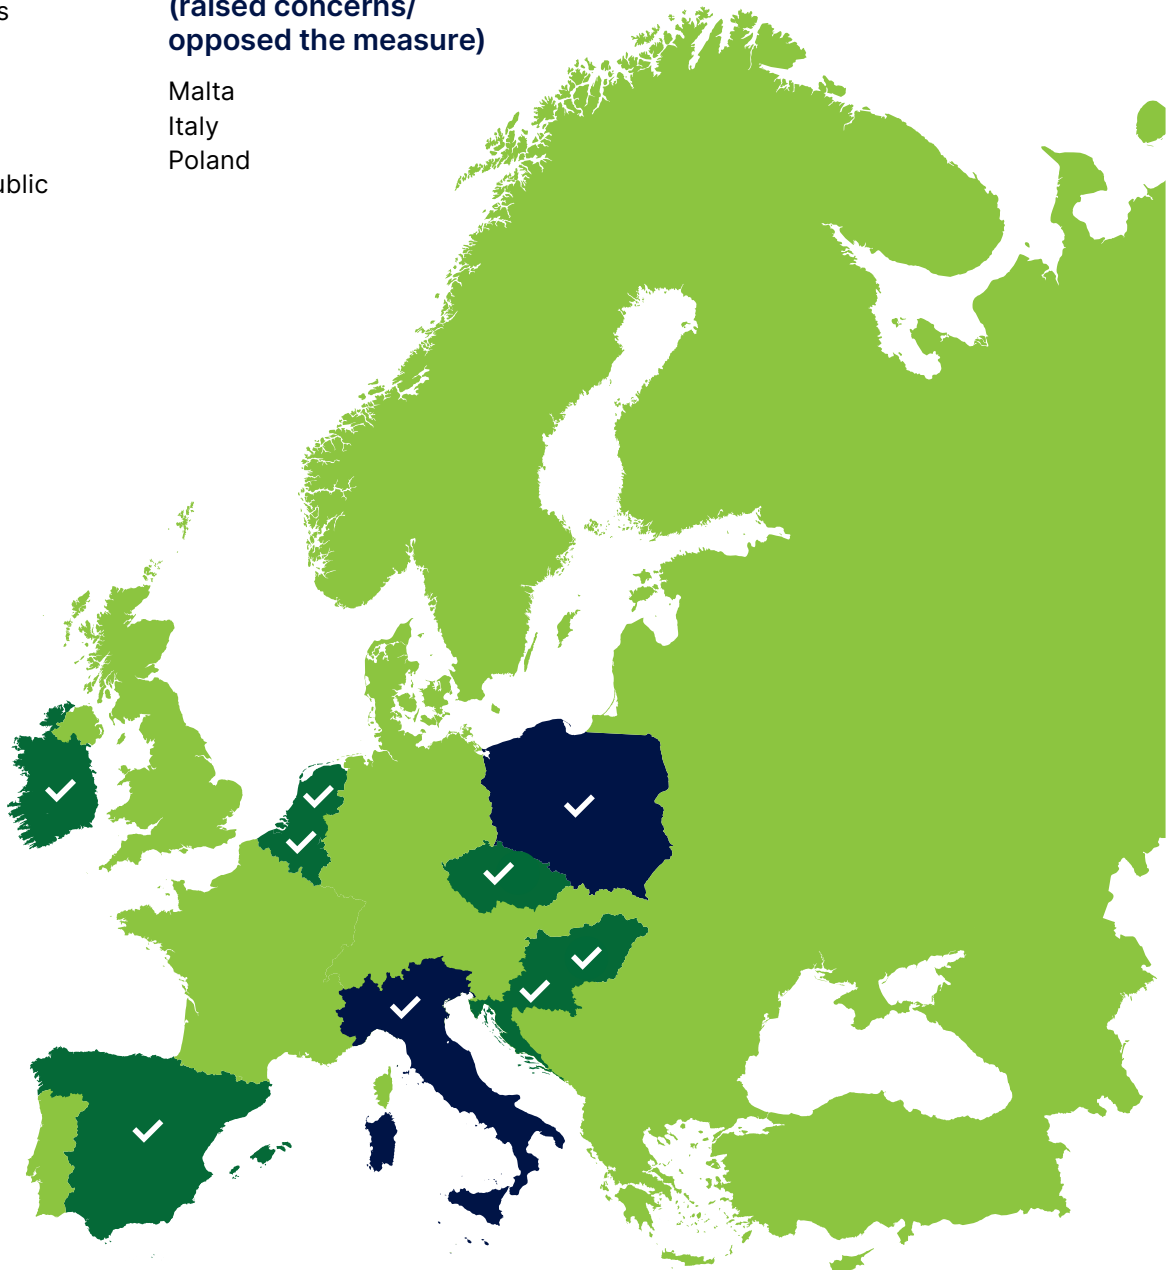 (raised concerns/
opposed the measure)
Malta
Italy
Poland